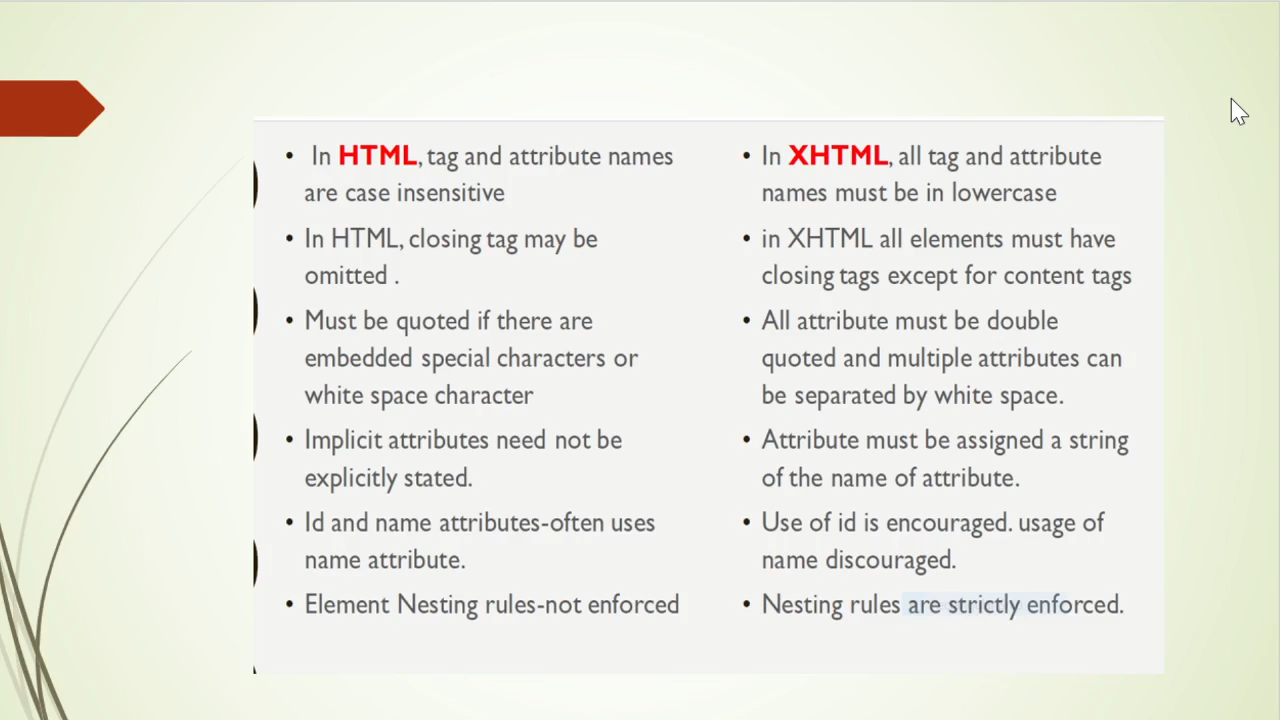 • In HTML, tag and attribute names
are case insensitive
• In HTML, closing tag may be
omitted .
• Must be quoted if there are
embedded special characters or
white space character
• Implicit attributes need not be
explicitly stated.
• Id and name attributes-often uses
name attribute.
• Element Nesting rules-not enforced
• In XHTML, all tag and attribute
names must be in lowercase
• in XHTML all elements must have
closing tags except for content tags
• All attribute must be double
quoted and multiple attributes can
be separated by white space.
• Attribute must be assigned a string
of the name of attribute.
• Use of id is encouraged. usage of
name discouraged.
• Nesting rules are strictly enforced.